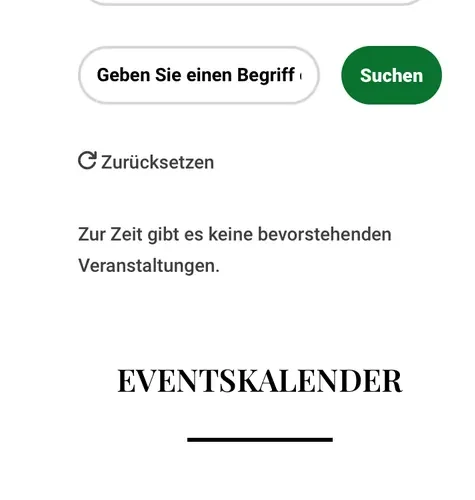 Geben Sie einen Begriff
Suchen
Zurücksetzen
Zur Zeit gibt es keine bevorstehenden
Veranstaltungen.
EVENTSKALENDER